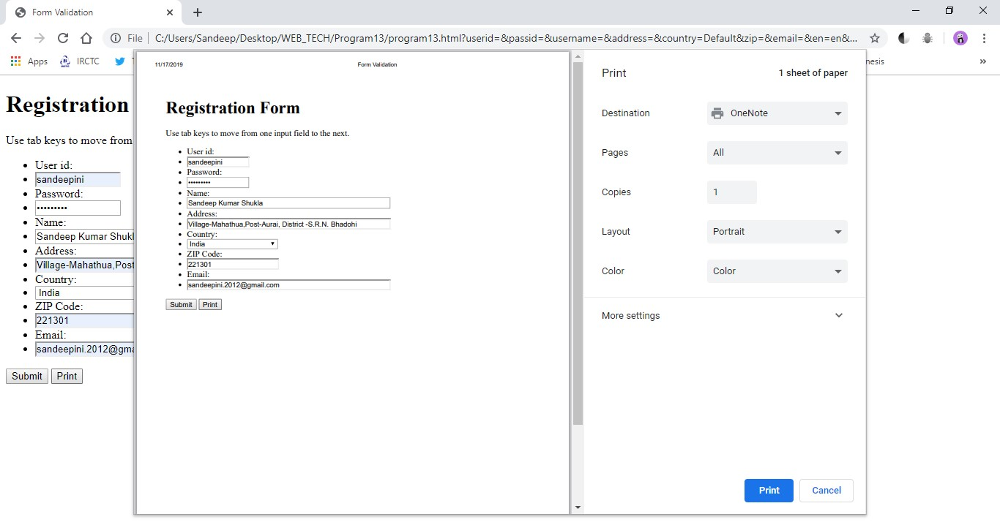 Form Validation
File
C:/Users/Sandeep/Desktop/WEB_TECH/Program13/program13.html?userid=&passid=&username=&address=&country=Default&zip=&email=&en=en&...
Apps IRCTC
Registration
Use tab keys to move from
User id:
sandeepini
Password:
•••••••••
Name:
Sandeep Kumar Shukl
Address:
Village-Mahathua,Post
Country:
India
ZIP Code:
221301
Email:
sandeepini.2012@gma
Submit Print
11/17/2019 Form Validation
Registration Form
Use tab keys to move from one input field to the next.
User id:
sandeepini
Password:
•••••••••
Name:
Sandeep Kumar Shukla
Address:
Village-Mahathua,Post-Aurai, District -S.R.N. Bhadohi
Country:
India
ZIP Code:
221301
Email:
sandeepini.2012@gmail.com
Submit Print
Print 1 sheet of paper
Destination OneNote
Pages All
Copies 1
Layout Portrait
Color Color
More settings
Print Cancel